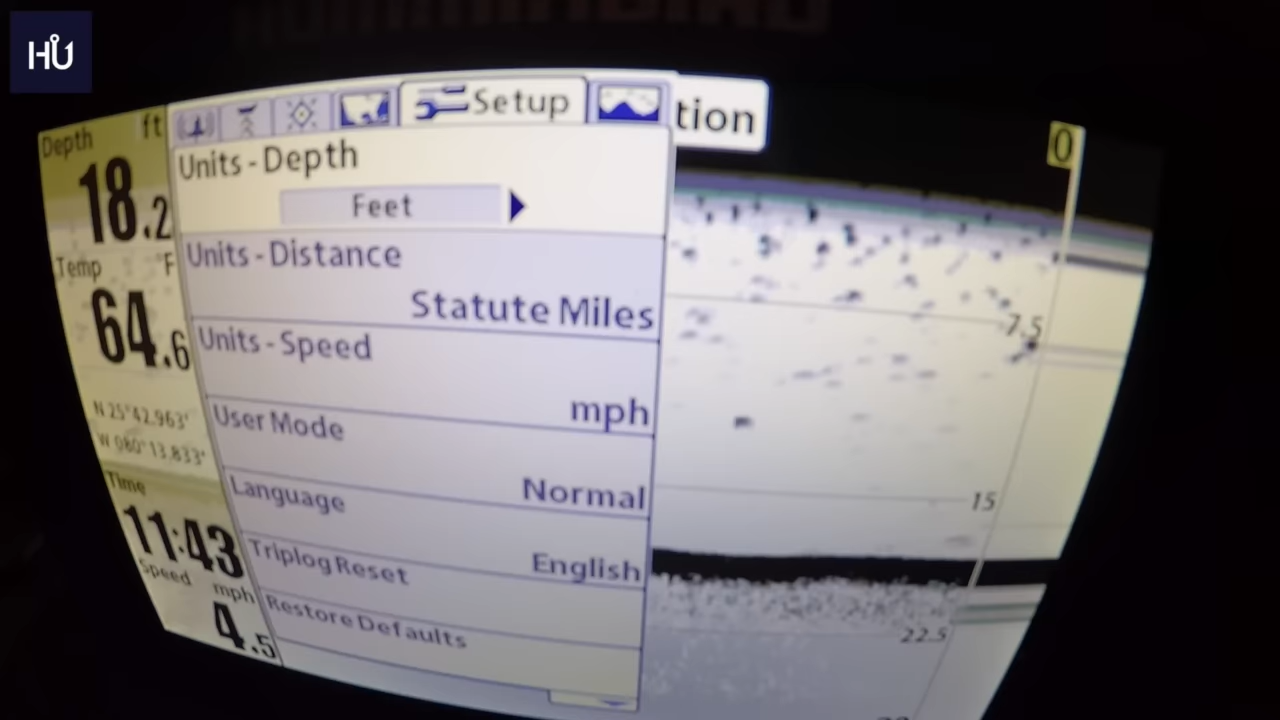 HU
Depth ft
18.2
Temp F
64.6
N 25°42.963'
W 080°13.833'
Time
11:43
Speed mph
4.5
Setup
tion
Units - Depth
Feet
Units - Distance
Statute Miles
Units - Speed
mph
User Mode
Normal
Language
English
Triplog Reset
Restore Defaults
0
7.5
15
22.5